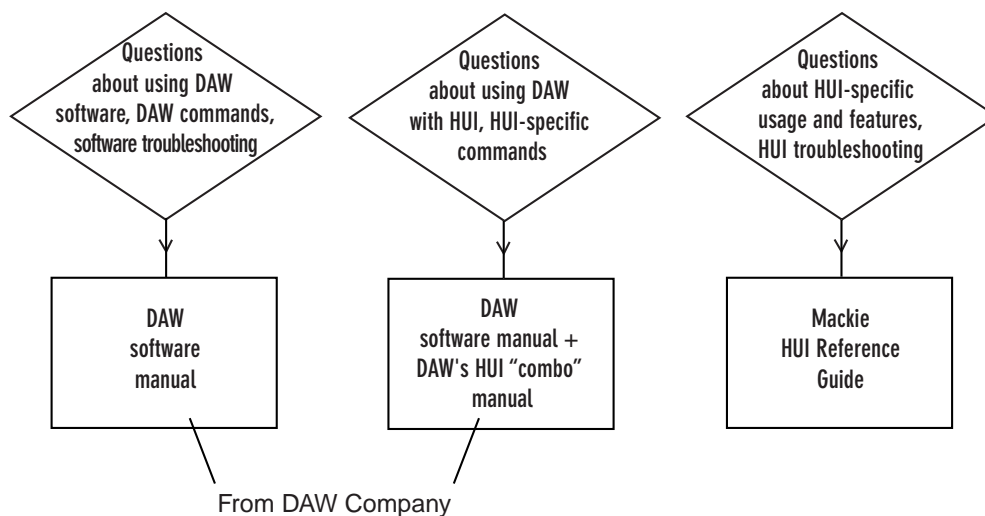 Questions
about using DAW
software, DAW commands,
software troubleshooting
Questions
about using DAW
with HUI, HUI-specific
commands
Questions
about HUI-specific
usage and features,
HUI troubleshooting
DAW
software
manual
DAW
software manual +
DAW's HUI “combo”
manual
Mackie
HUI Reference
Guide
From DAW Company